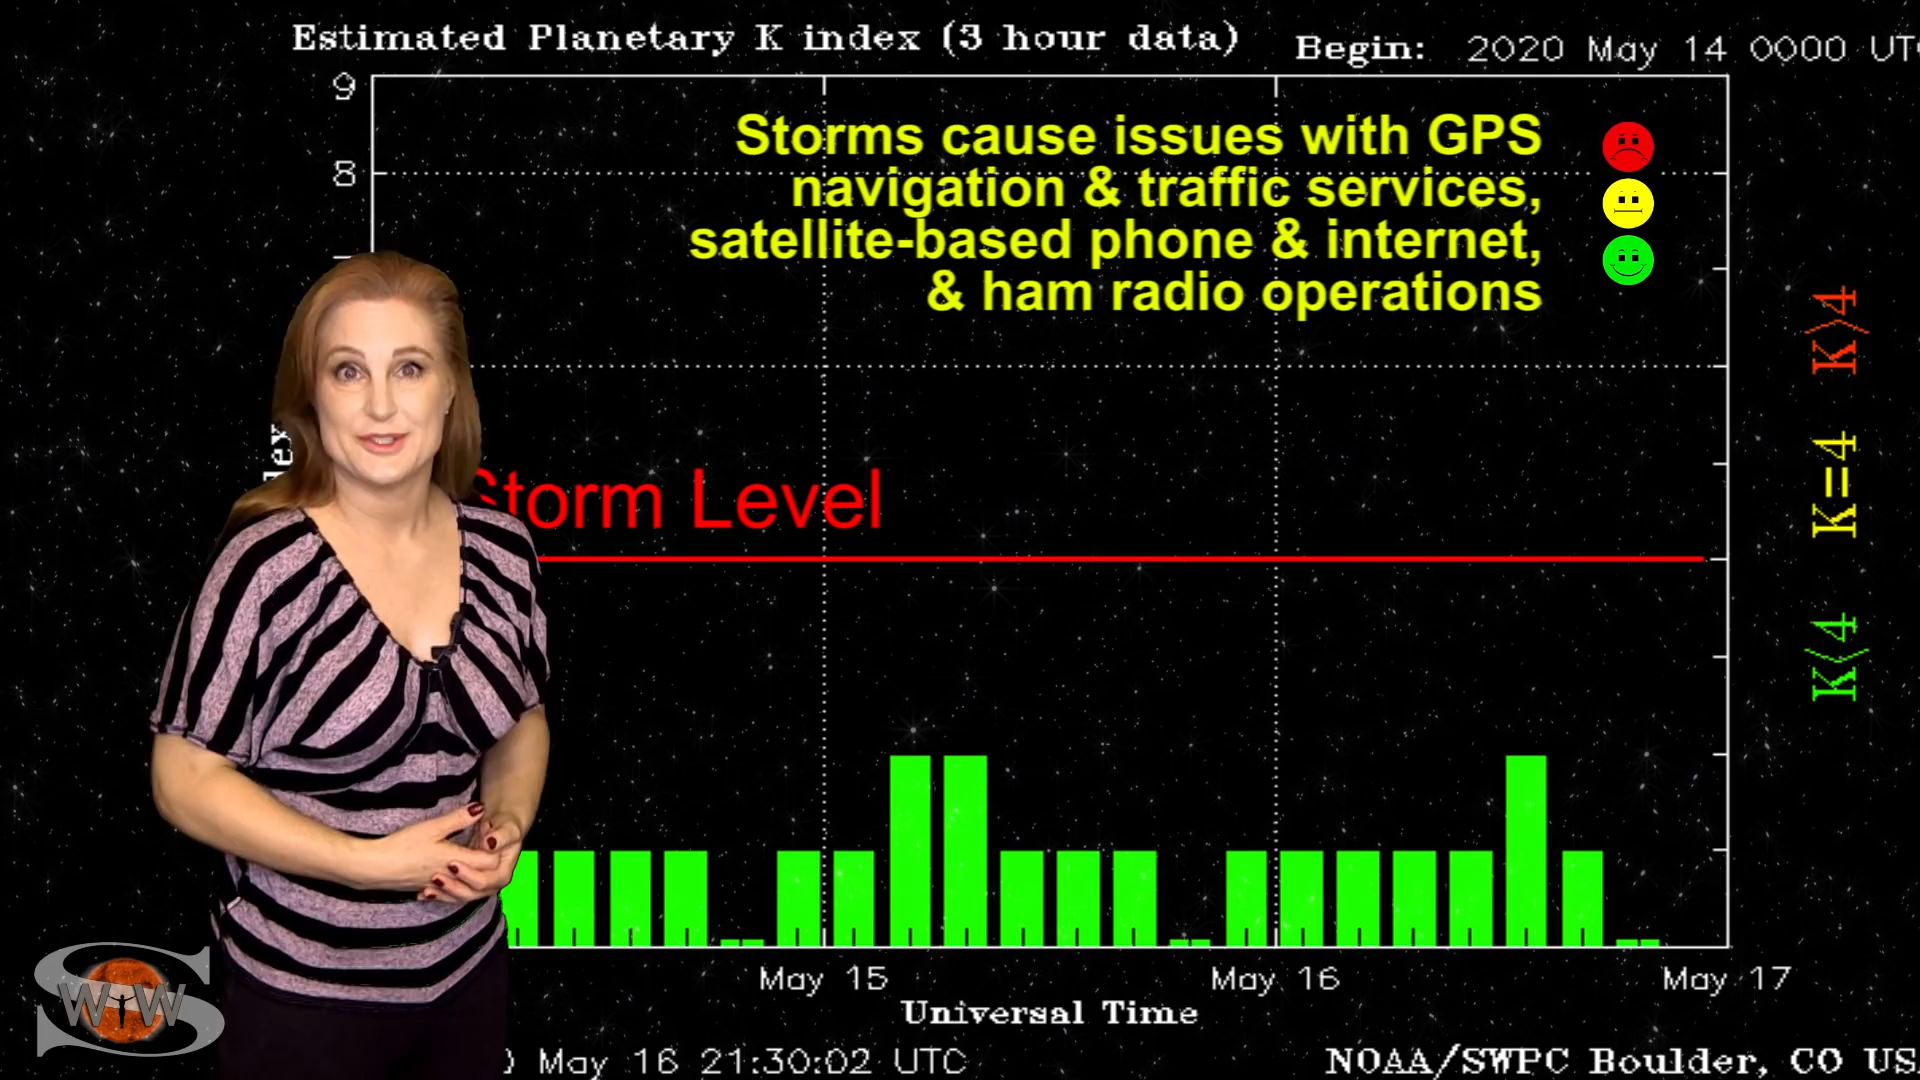 Estimated Planetary K index (3 hour data)
Begin: 2020 May 14 0000
9
8
Storms cause issues with GPS
navigation & traffic services,
satellite-based phone & internet,
& ham radio operations
K>4
K=4
K<4
Storm Level
May 15
May 16
May 17
Universal Time
May 16 21:30:02 UTC
NOAA/SWPC Boulder, CO US
S
WTW